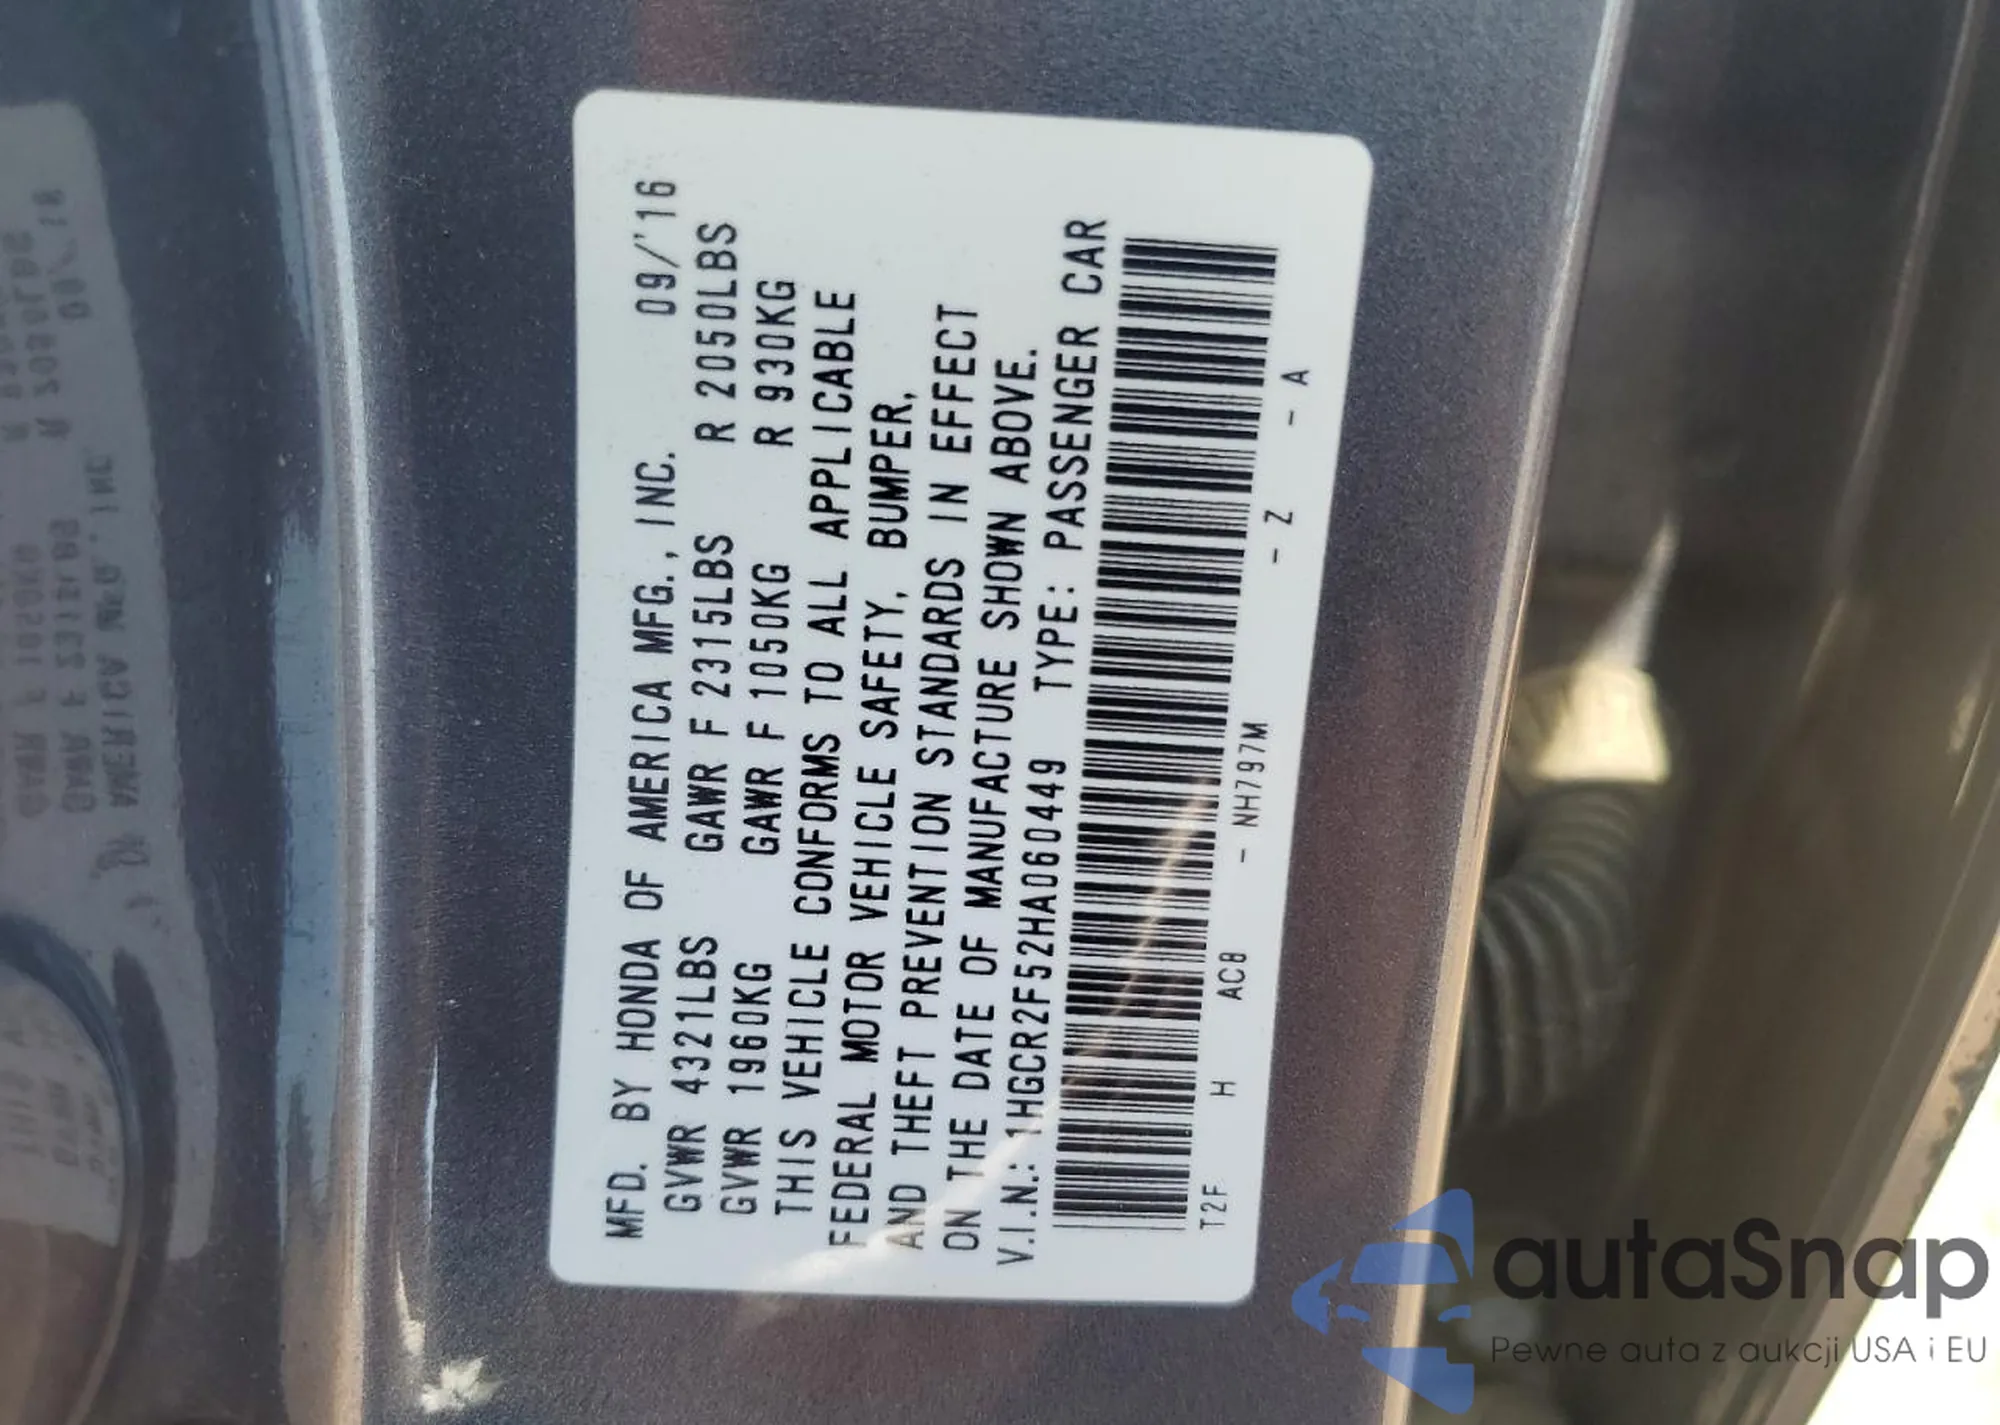 MFD. BY HONDA OF AMERICA MFG., INC. 09/'16
GVWR 4321LBS GAWR F 2315LBS R 2050LBS
GVWR 1960KG GAWR F 1050KG R 930KG
THIS VEHICLE CONFORMS TO ALL APPLICABLE
FEDERAL MOTOR VEHICLE SAFETY, BUMPER,
AND THEFT PREVENTION STANDARDS IN EFFECT
ON THE DATE OF MANUFACTURE SHOWN ABOVE.
V.I.N.: 1HGCR2F52HA060449 TYPE: PASSENGER CAR
T2F H AC8 - NH797M - Z - A
autaSnap
Pewne auta z aukcji USA i EU